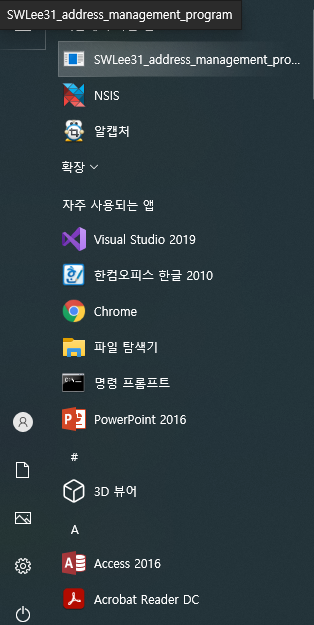 SWLee31_address_management_program
SWLee31_address_management_pro...
NSIS
알캡처
확장
자주 사용되는 앱
Visual Studio 2019
한컴오피스 한글 2010
Chrome
파일 탐색기
명령 프롬프트
PowerPoint 2016
#
3D 뷰어
A
Access 2016
Acrobat Reader DC